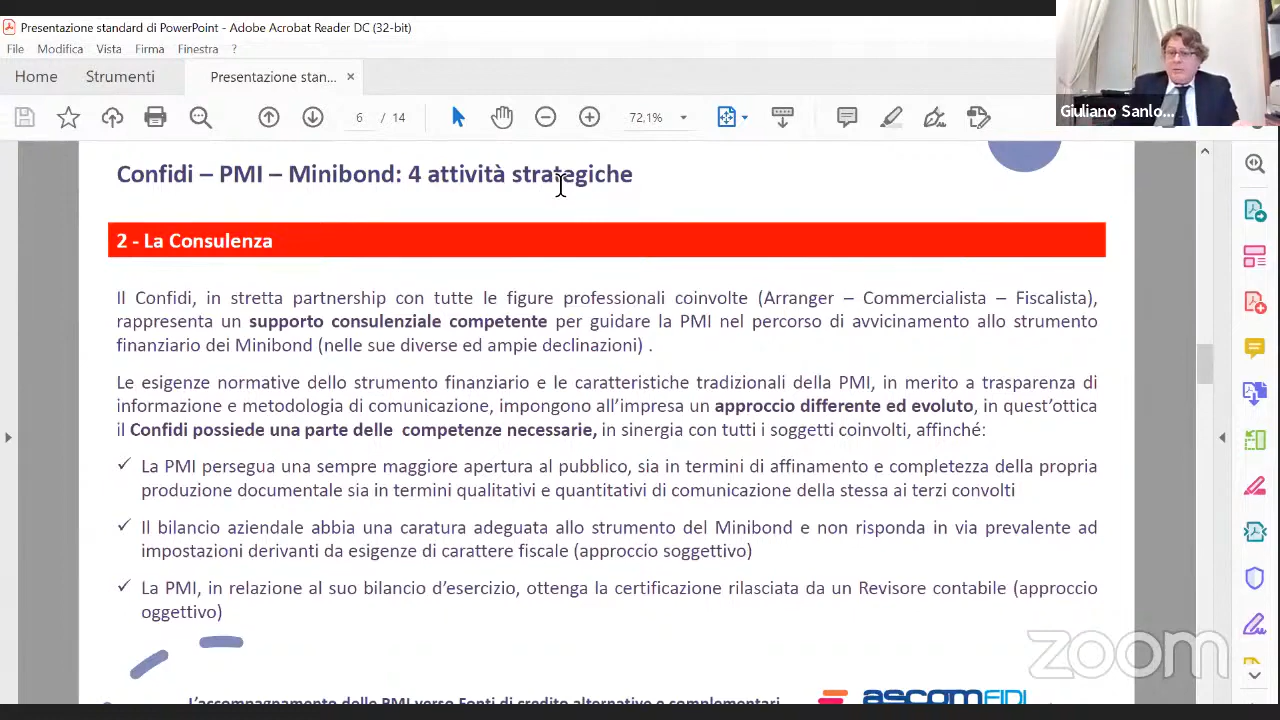 Presentazione standard di PowerPoint - Adobe Acrobat Reader DC (32-bit)
File Modifica Vista Firma Finestra ?
Home Strumenti Presentazione stan... ×
6 / 14 72.1%
Giuliano Sanlo...
Confidi – PMI – Minibond: 4 attività strategiche
2 - La Consulenza
Il Confidi, in stretta partnership con tutte le figure professionali coinvolte (Arranger – Commercialista – Fiscalista),
rappresenta un supporto consulenziale competente per guidare la PMI nel percorso di avvicinamento allo strumento
finanziario dei Minibond (nelle sue diverse ed ampie declinazioni) .
Le esigenze normative dello strumento finanziario e le caratteristiche tradizionali della PMI, in merito a trasparenza di
informazione e metodologia di comunicazione, impongono all’impresa un approccio differente ed evoluto, in quest’ottica
il Confidi possiede una parte delle competenze necessarie, in sinergia con tutti i soggetti coinvolti, affinché:
✓ La PMI persegua una sempre maggiore apertura al pubblico, sia in termini di affinamento e completezza della propria
produzione documentale sia in termini qualitativi e quantitativi di comunicazione della stessa ai terzi convolti
✓ Il bilancio aziendale abbia una caratura adeguata allo strumento del Minibond e non risponda in via prevalente ad
impostazioni derivanti da esigenze di carattere fiscale (approccio soggettivo)
✓ La PMI, in relazione al suo bilancio d’esercizio, ottenga la certificazione rilasciata da un Revisore contabile (approccio
oggettivo)
zoom
L’accompagnamento delle PMI verso Fonti di credito alternative e complementari
ascomfidi